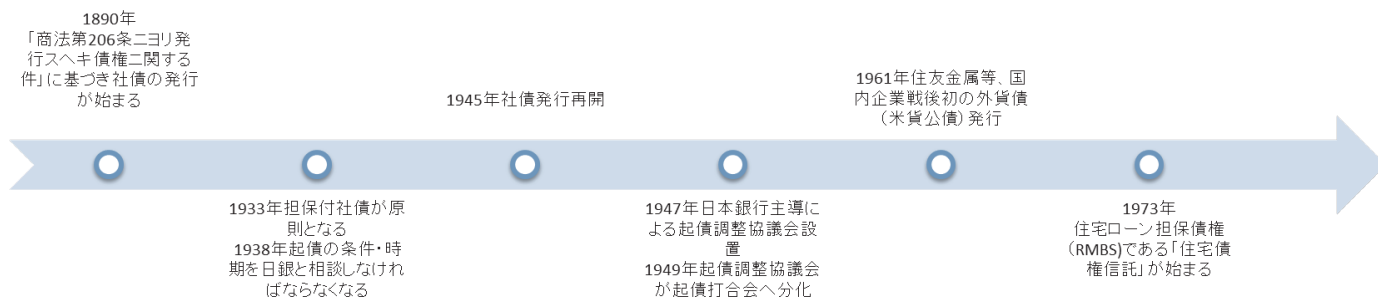 1890年
「商法第206条ニヨリ発
行スヘキ債権ニ関する
件」に基づき社債の発行
が始まる
1933年担保付社債が原
則となる
1938年起債の条件・時
期を日銀と相談しなけれ
ばならなくなる
1945年社債発行再開
1947年日本銀行主導に
よる起債調整協議会設
置
1949年起債調整協議会
が起債打合会へ分化
1961年住友金属等、国
内企業戦後初の外貨債
（米貨公債）発行
1973年
住宅ローン担保債権
（RMBS)である「住宅債
権信託」が始まる